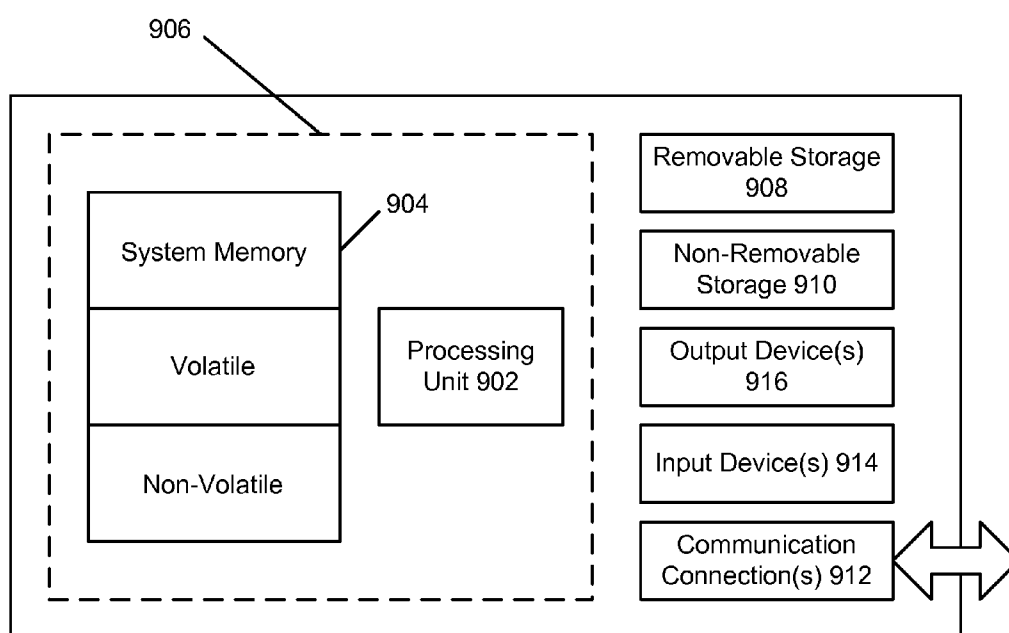 906
904
System Memory
Volatile
Non-Volatile
Processing
Unit 902
Removable Storage
908
Non-Removable
Storage 910
Output Device(s)
916
Input Device(s) 914
Communication
Connection(s) 912